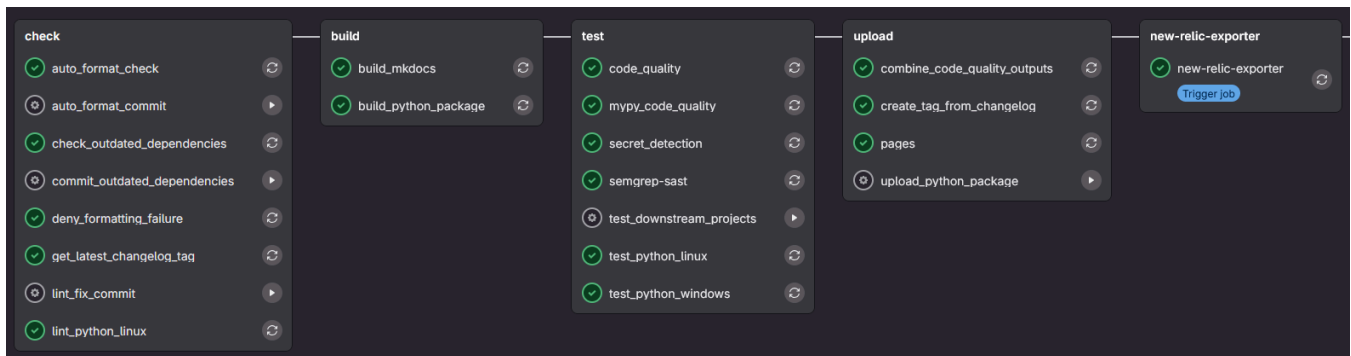 check
auto_format_check
auto_format_commit
check_outdated_dependencies
commit_outdated_dependencies
deny_formatting_failure
get_latest_changelog_tag
lint_fix_commit
lint_python_linux
build
build_mkdocs
build_python_package
test
code_quality
mypy_code_quality
secret_detection
semgrep-sast
test_downstream_projects
test_python_linux
test_python_windows
upload
combine_code_quality_outputs
create_tag_from_changelog
pages
upload_python_package
new-relic-exporter
new-relic-exporter
Trigger job